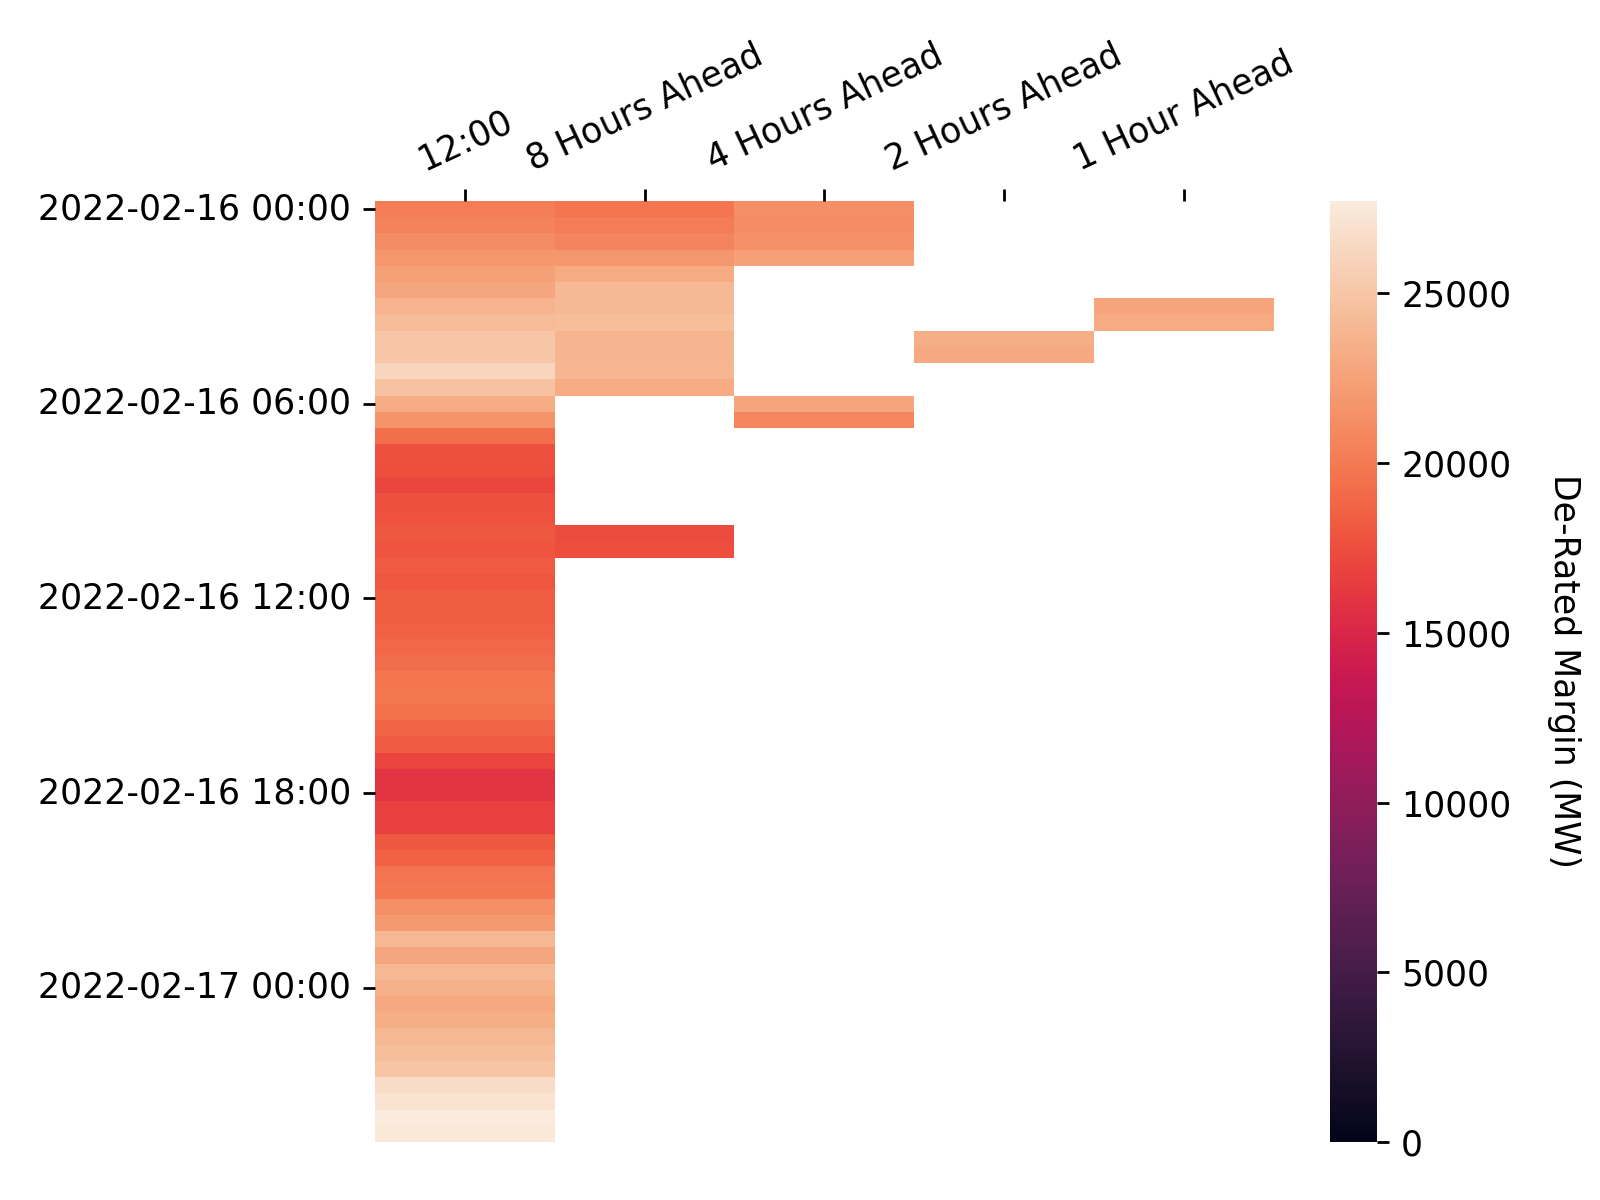 12:00
8 Hours Ahead
4 Hours Ahead
2 Hours Ahead
1 Hour Ahead
2022-02-16 00:00
2022-02-16 06:00
2022-02-16 12:00
2022-02-16 18:00
2022-02-17 00:00
25000
20000
15000
10000
5000
0
De-Rated Margin (MW)